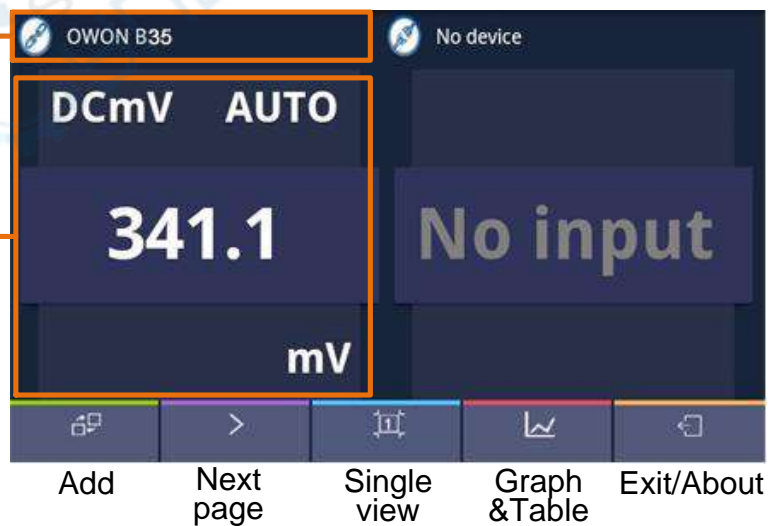 OWON B35
No device
DCmV AUTO
341.1
No input
mV
1
Add
Next page
Single view
Graph &Table
Exit/About